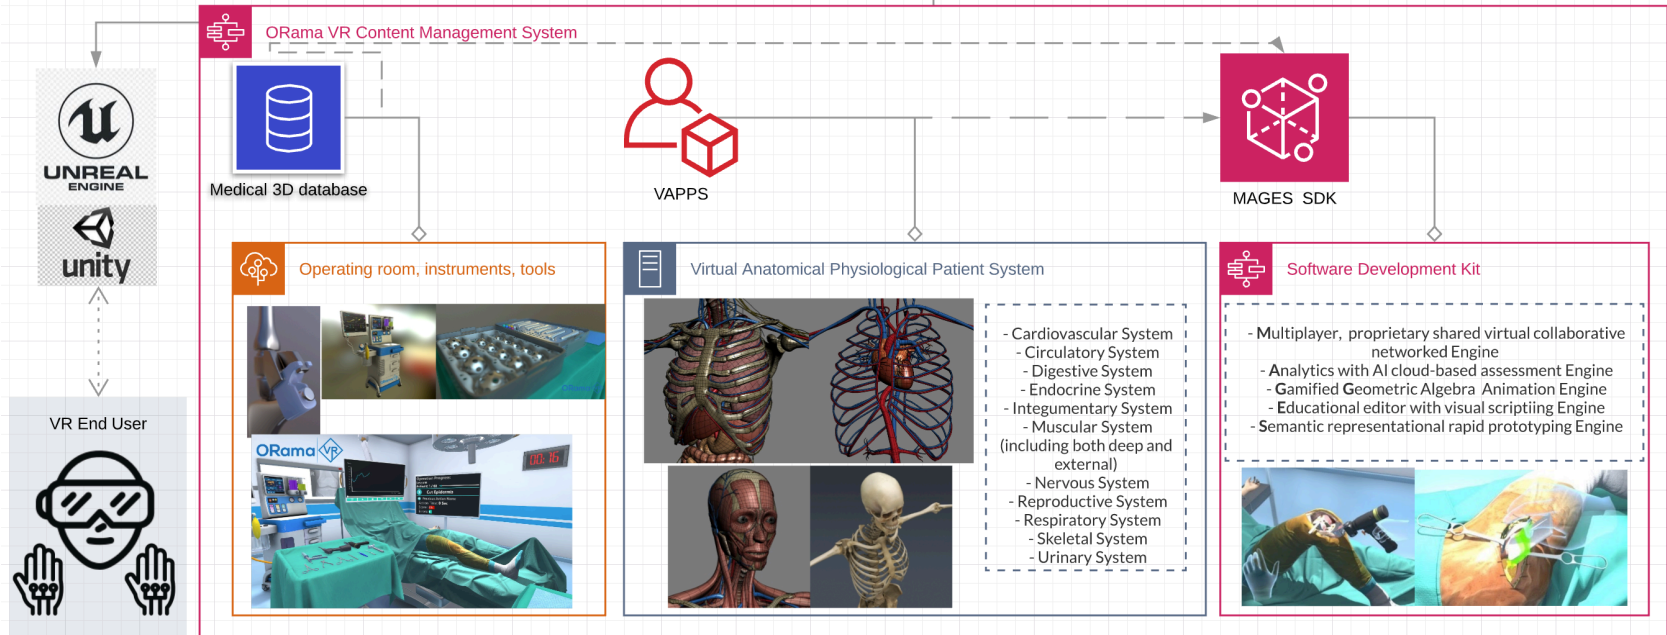 ORama VR Content Management System
UNREAL
ENGINE
unity
VR End User
Medical 3D database
VAPPS
MAGES SDK
Operating room, instruments, tools
ORama VR
00:16
Virtual Anatomical Physiological Patient System
- Cardiovascular System
- Circulatory System
- Digestive System
- Endocrine System
- Integumentary System
- Muscular System
(including both deep and
external)
- Nervous System
- Reproductive System
- Respiratory System
- Skeletal System
- Urinary System
Software Development Kit
- Multiplayer, proprietary shared virtual collaborative
networked Engine
- Analytics with AI cloud-based assessment Engine
- Gamified Geometric Algebra Animation Engine
- Educational editor with visual scriptiing Engine
- Semantic representational rapid prototyping Engine